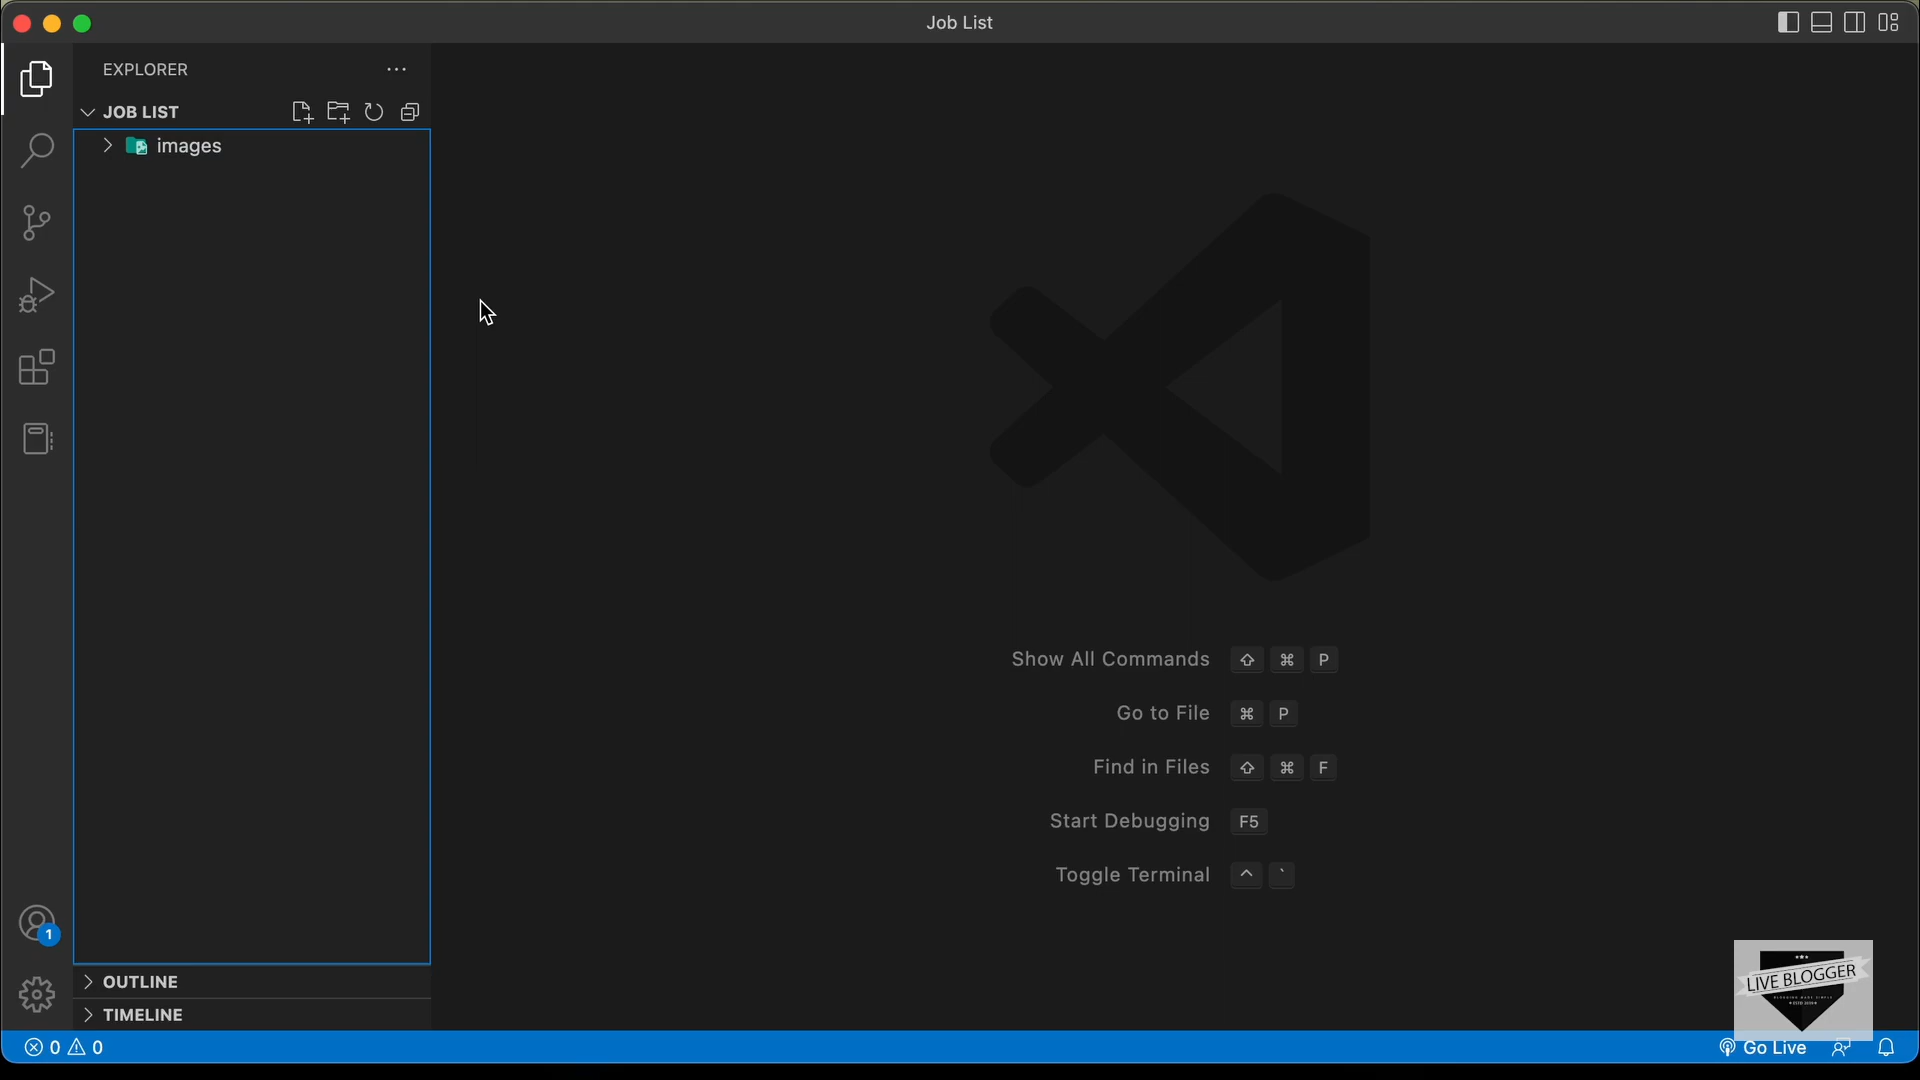 Job List
EXPLORER
JOB LIST
images
Show All Commands ⇧ ⌘ P
Go to File ⌘ P
Find in Files ⇧ ⌘ F
Start Debugging F5
Toggle Terminal ^ `
1
OUTLINE
TIMELINE
LIVE BLOGGER
0 0
Go Live